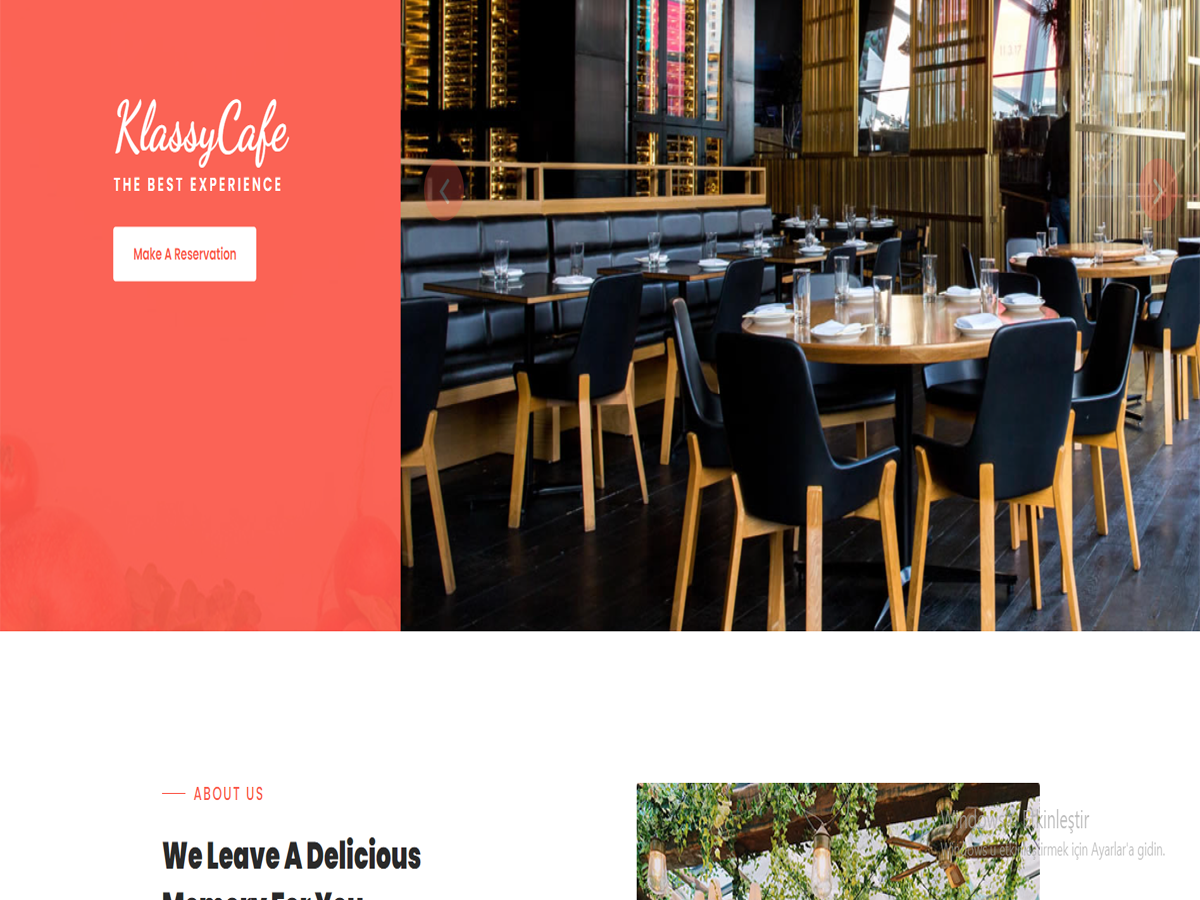 KlassyCafe
THE BEST EXPERIENCE
Make A Reservation
ABOUT US
We Leave A Delicious
Memory For You
Windows'u Etkinleştir
Windows'u etkinleştirmek için Ayarlar'a gidin.